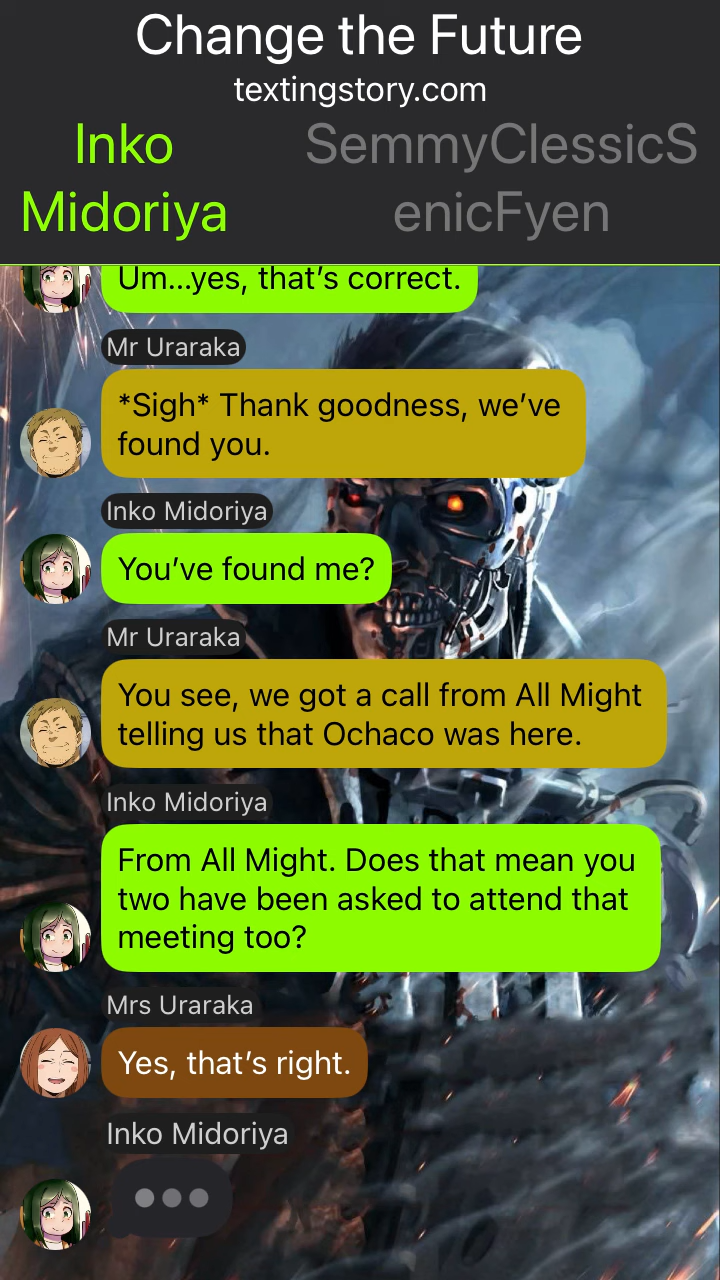 Change the Future
textingstory.com
Inko
Midoriya
SemmyClessicS
enicFyen
Um...yes, that’s correct.
Mr Uraraka
*Sigh* Thank goodness, we’ve
found you.
Inko Midoriya
You’ve found me?
Mr Uraraka
You see, we got a call from All Might
telling us that Ochaco was here.
Inko Midoriya
From All Might. Does that mean you
two have been asked to attend that
meeting too?
Mrs Uraraka
Yes, that’s right.
Inko Midoriya